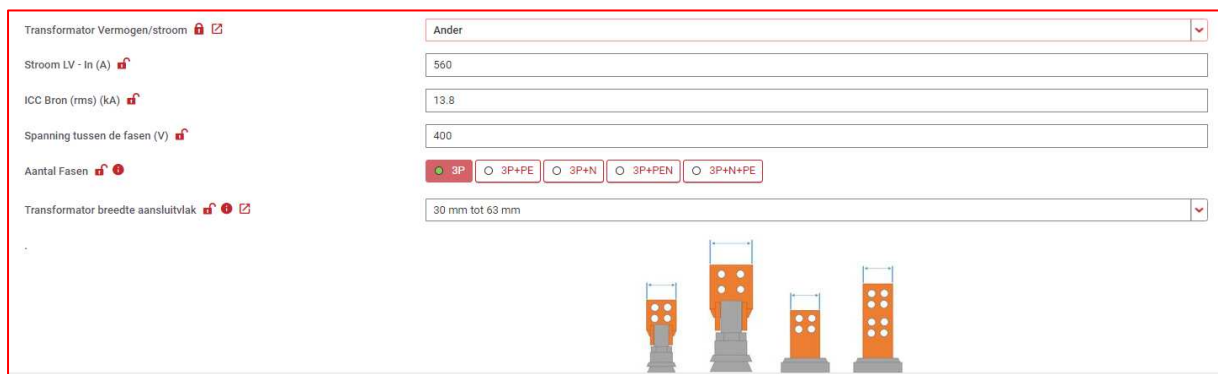 Transformator Vermogen/stroom
Ander
Stroom LV - In (A)
560
ICC Bron (rms) (kA)
13.8
Spanning tussen de fasen (V)
400
Aantal Fasen
3P 3P+PE 3P+N 3P+PEN 3P+N+PE
Transformator breedte aansluitvlak
30 mm tot 63 mm
.